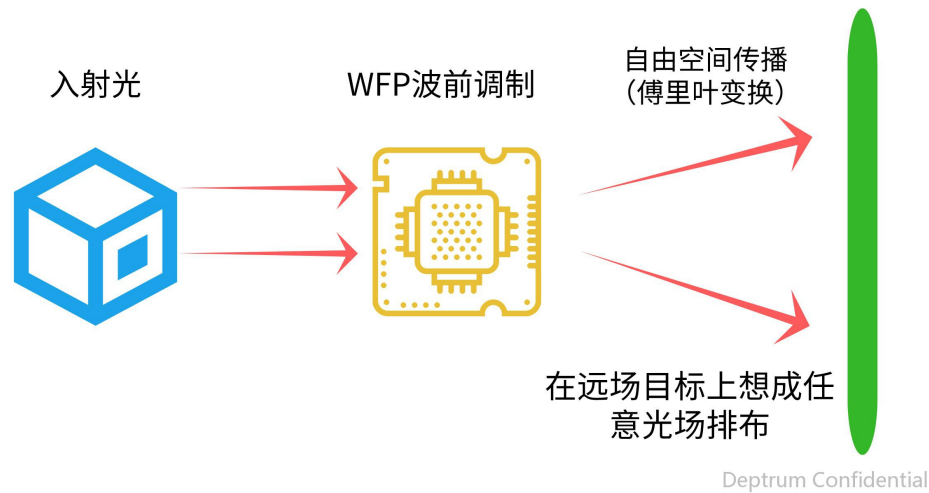 入射光
WFP波前调制
自由空间传播
（傅里叶变换）
在远场目标上想成任
意光场排布
Deptrum Confidential